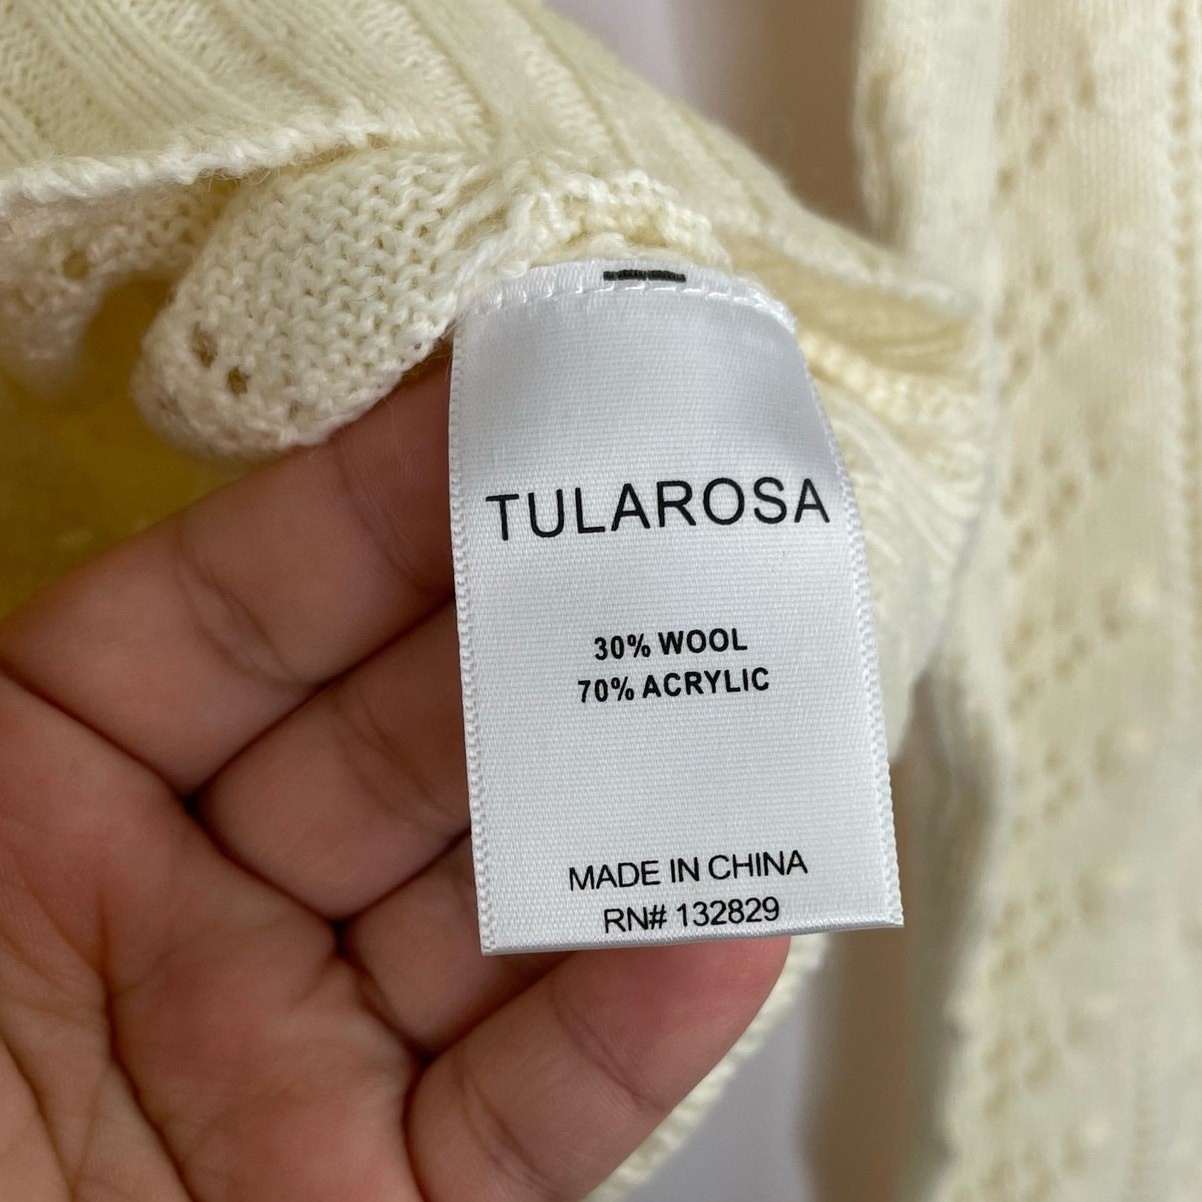 TULAROSA
30% WOOL
70% ACRYLIC
MADE IN CHINA
RN# 132829